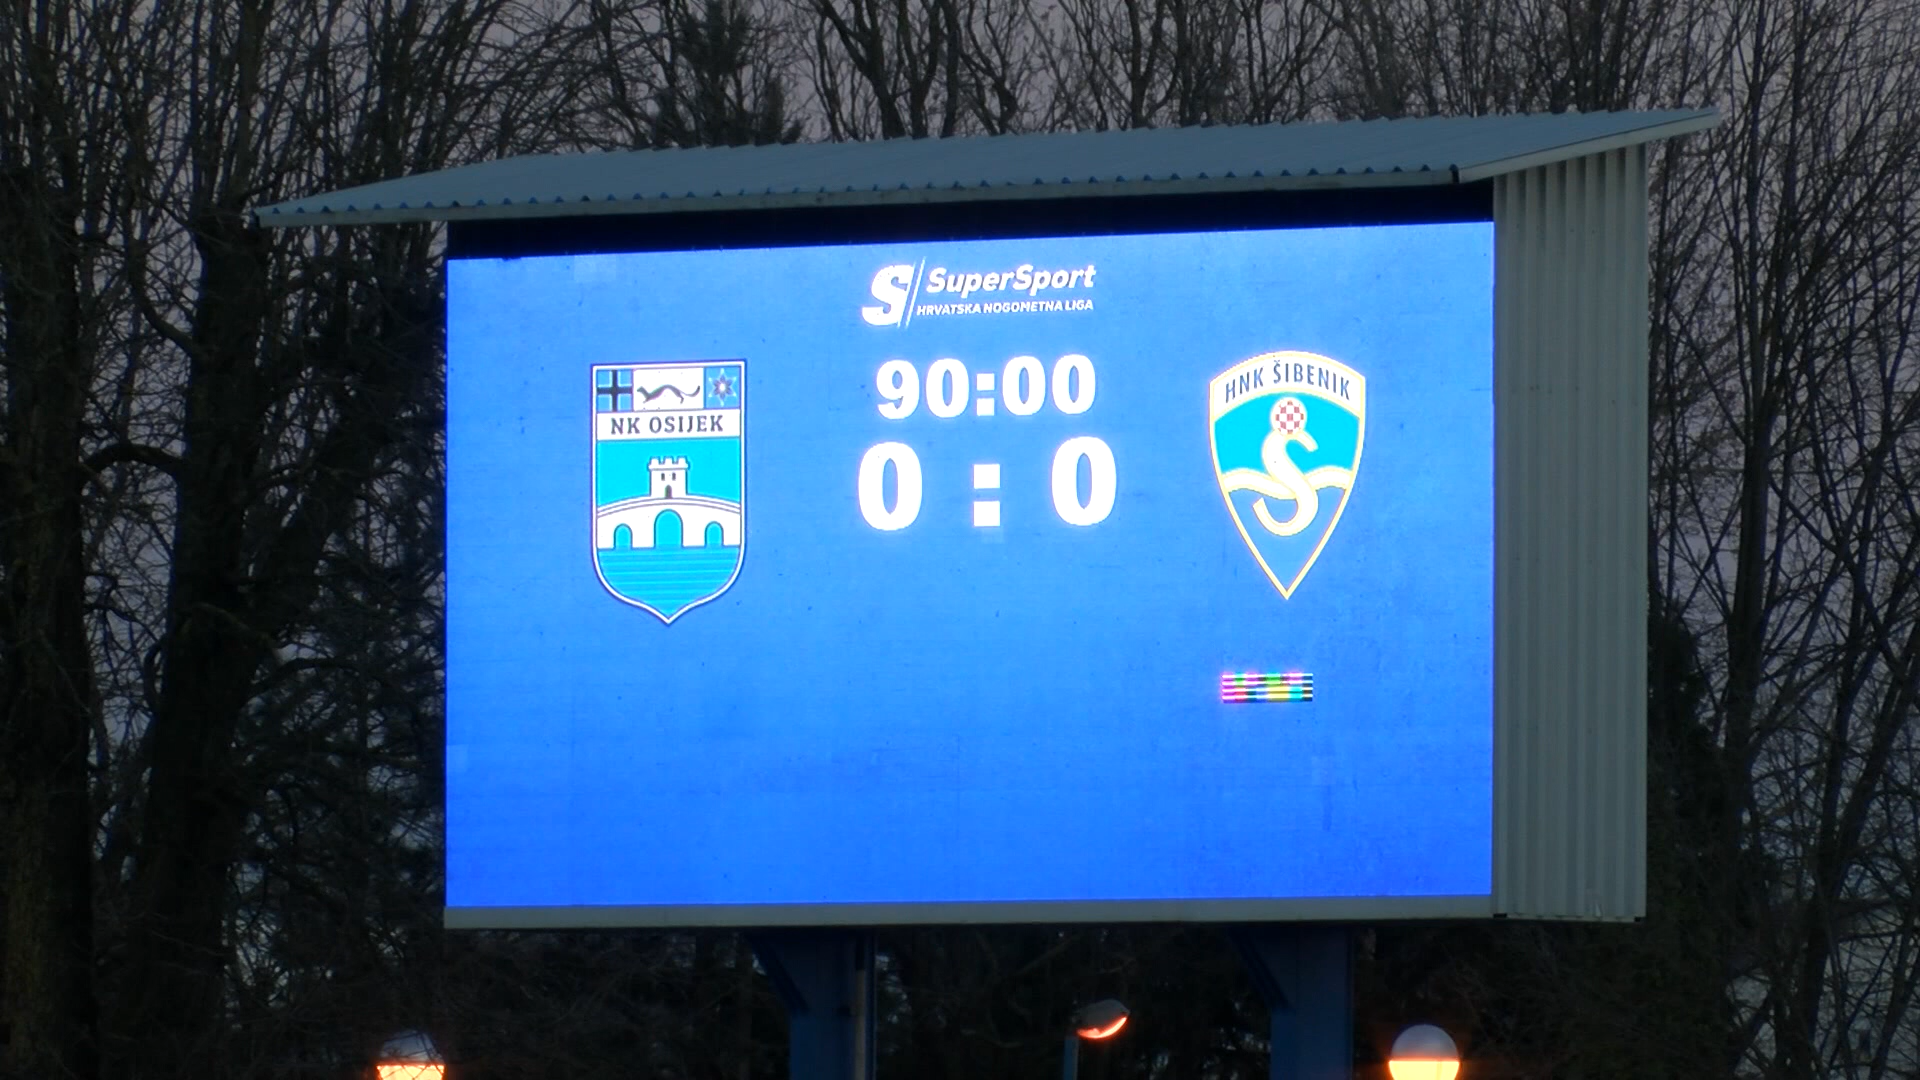 SuperSport
HRVATSKA NOGOMETNA LIGA
90:00
0 : 0
NK OSIJEK
HNK ŠIBENIK